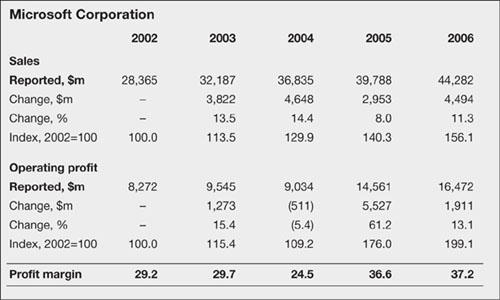 Microsoft Corporation
2002 2003 2004 2005 2006
Sales
Reported, $m 28,365 32,187 36,835 39,788 44,282
Change, $m – 3,822 4,648 2,953 4,494
Change, % – 13.5 14.4 8.0 11.3
Index, 2002=100 100.0 113.5 129.9 140.3 156.1
Operating profit
Reported, $m 8,272 9,545 9,034 14,561 16,472
Change, $m – 1,273 (511) 5,527 1,911
Change, % – 15.4 (5.4) 61.2 13.1
Index, 2002=100 100.0 115.4 109.2 176.0 199.1
Profit margin 29.2 29.7 24.5 36.6 37.2